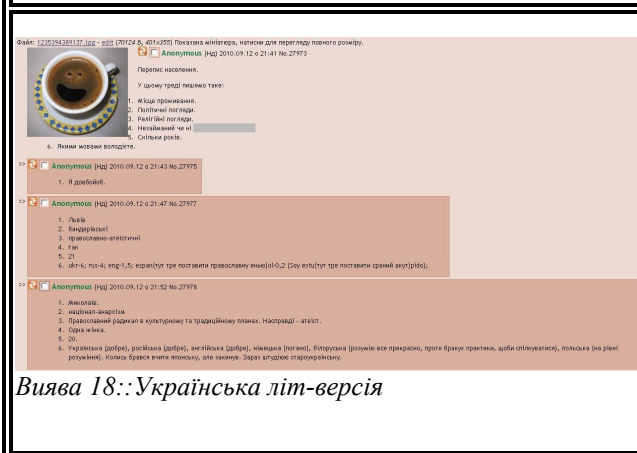 Файл: 1235394389137.jpg - edit (70124 B, 401x355) Показана мініатюра, натисни для перегляду повного розміру.
Anonymous (Нд) 2010.09.12 о 21:41 No.27973
Перепис населення.
У цьому треді пишемо таке:
1. Місце проживання.
2. Політичні погляди.
3. Релігійні погляди.
4. Незайманий чи ні
5. Скільки років.
6. Якими мовами володієте.
>> Anonymous (Нд) 2010.09.12 о 21:43 No.27975
1. Я довбойоб.
>> Anonymous (Нд) 2010.09.12 о 21:47 No.27977
1. Львів
2. бандерівські
3. православно-атеїстичні
4. так
5. 21
6. ukr-6; rus-4; eng-1,5; espan(тут тре поставити православну енью)ol-0,2 (Soy estu(тут тре поставити сраний акут)pido);
>> Anonymous (Нд) 2010.09.12 о 21:52 No.27978
1. Миколаїв.
2. націонал-анархізм
3. Православний радикал в культурному та традиційному планах. Насправді - атеїст.
4. Одна жінка.
5. 20.
6. Українська (добре), російська (добре), англійська (добре), німецька (погано), білоруська (розумію все прекрасно, проте бракує практики, щоби спілкуватися), польська (на рівні
розуміння). Колись брався вчити японську, але закинув. Зараз штудіюю староукраїнську.
Виява 18::Українська літ-версія